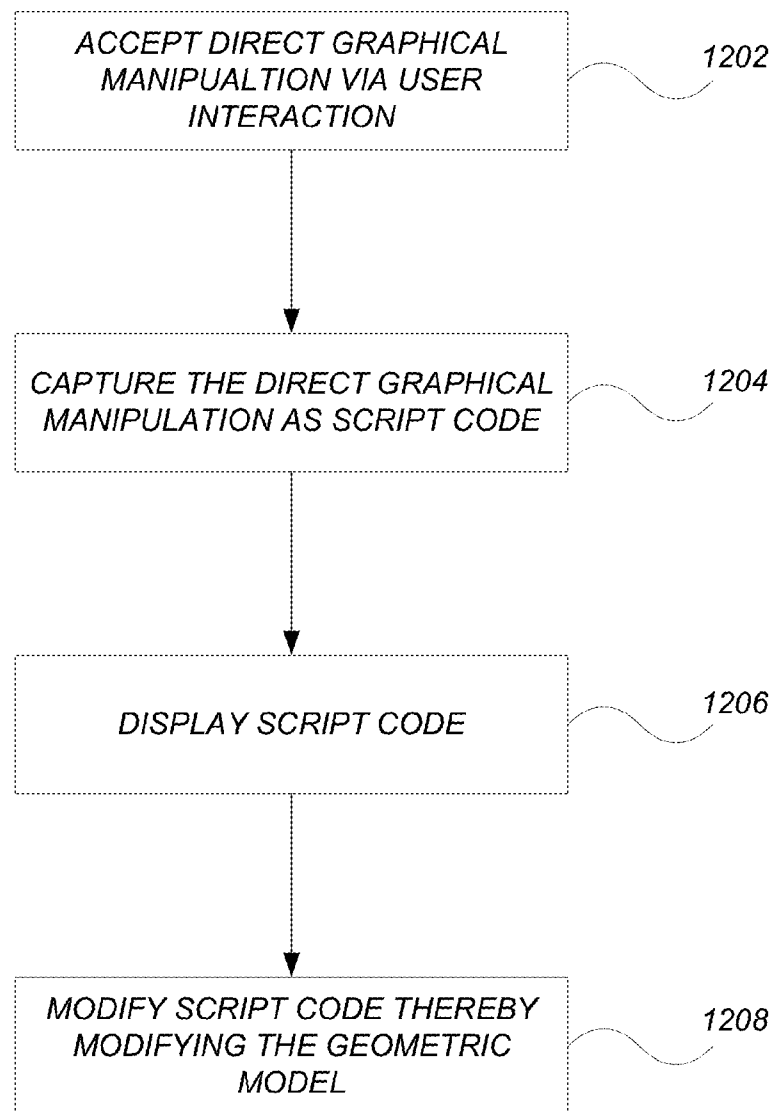 ACCEPT DIRECT GRAPHICAL
MANIPUALTION VIA USER
INTERACTION
1202
CAPTURE THE DIRECT GRAPHICAL
MANIPULATION AS SCRIPT CODE
1204
DISPLAY SCRIPT CODE
1206
MODIFY SCRIPT CODE THEREBY
MODIFYING THE GEOMETRIC
MODEL
1208